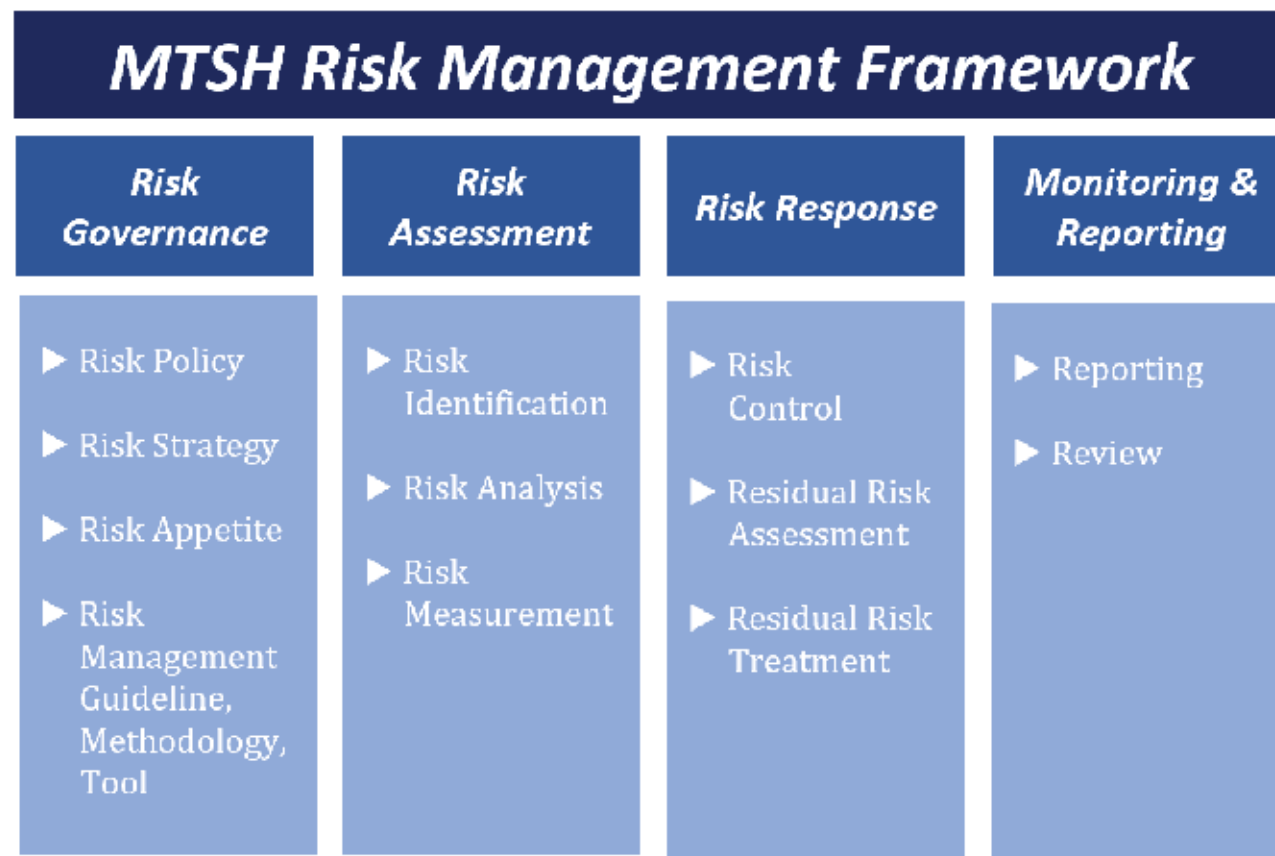 MTSH Risk Management Framework
Risk
Governance
Risk Policy
Risk Strategy
Risk Appetite
Risk
Management
Guideline,
Methodology,
Tool
Risk
Assessment
Risk
Identification
Risk Analysis
Risk
Measurement
Risk Response
Risk
Control
Residual Risk
Assessment
Residual Risk
Treatment
Monitoring &
Reporting
Reporting
Review